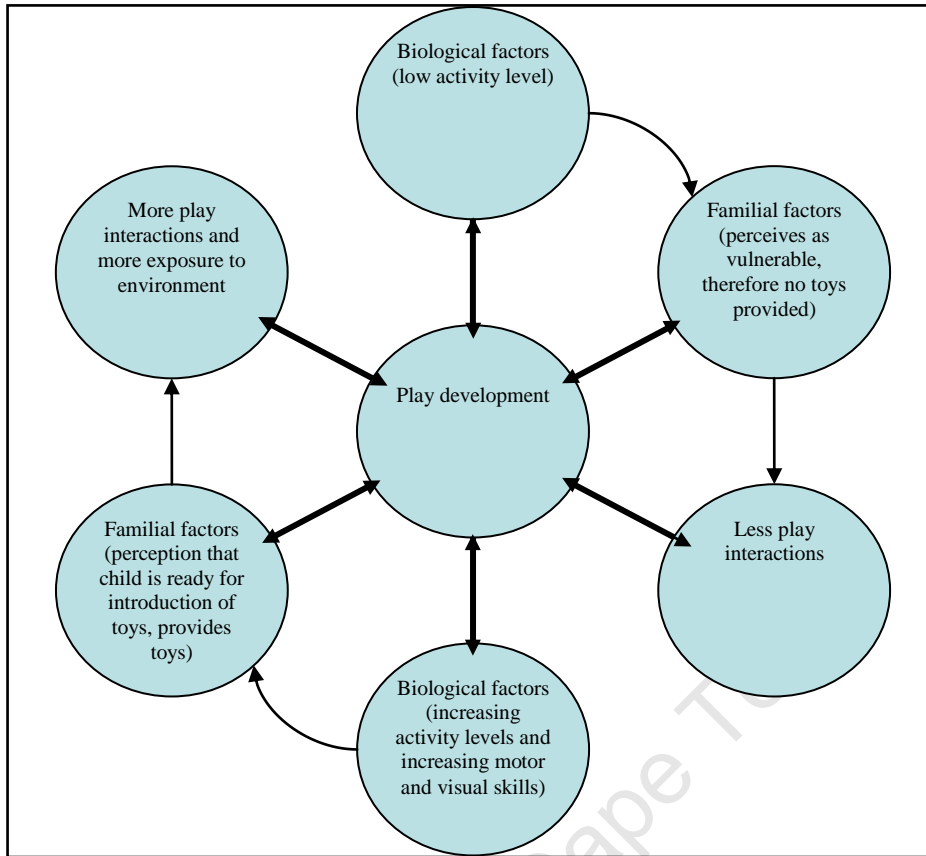 Biological factors
(low activity level)
More play
interactions and
more exposure to
environment
Familial factors
(perceives as
vulnerable,
therefore no toys
provided)
Play development
Familial factors
(perception that
child is ready for
introduction of
toys, provides
toys)
Less play
interactions
Biological factors
(increasing
activity levels and
increasing motor
and visual skills)